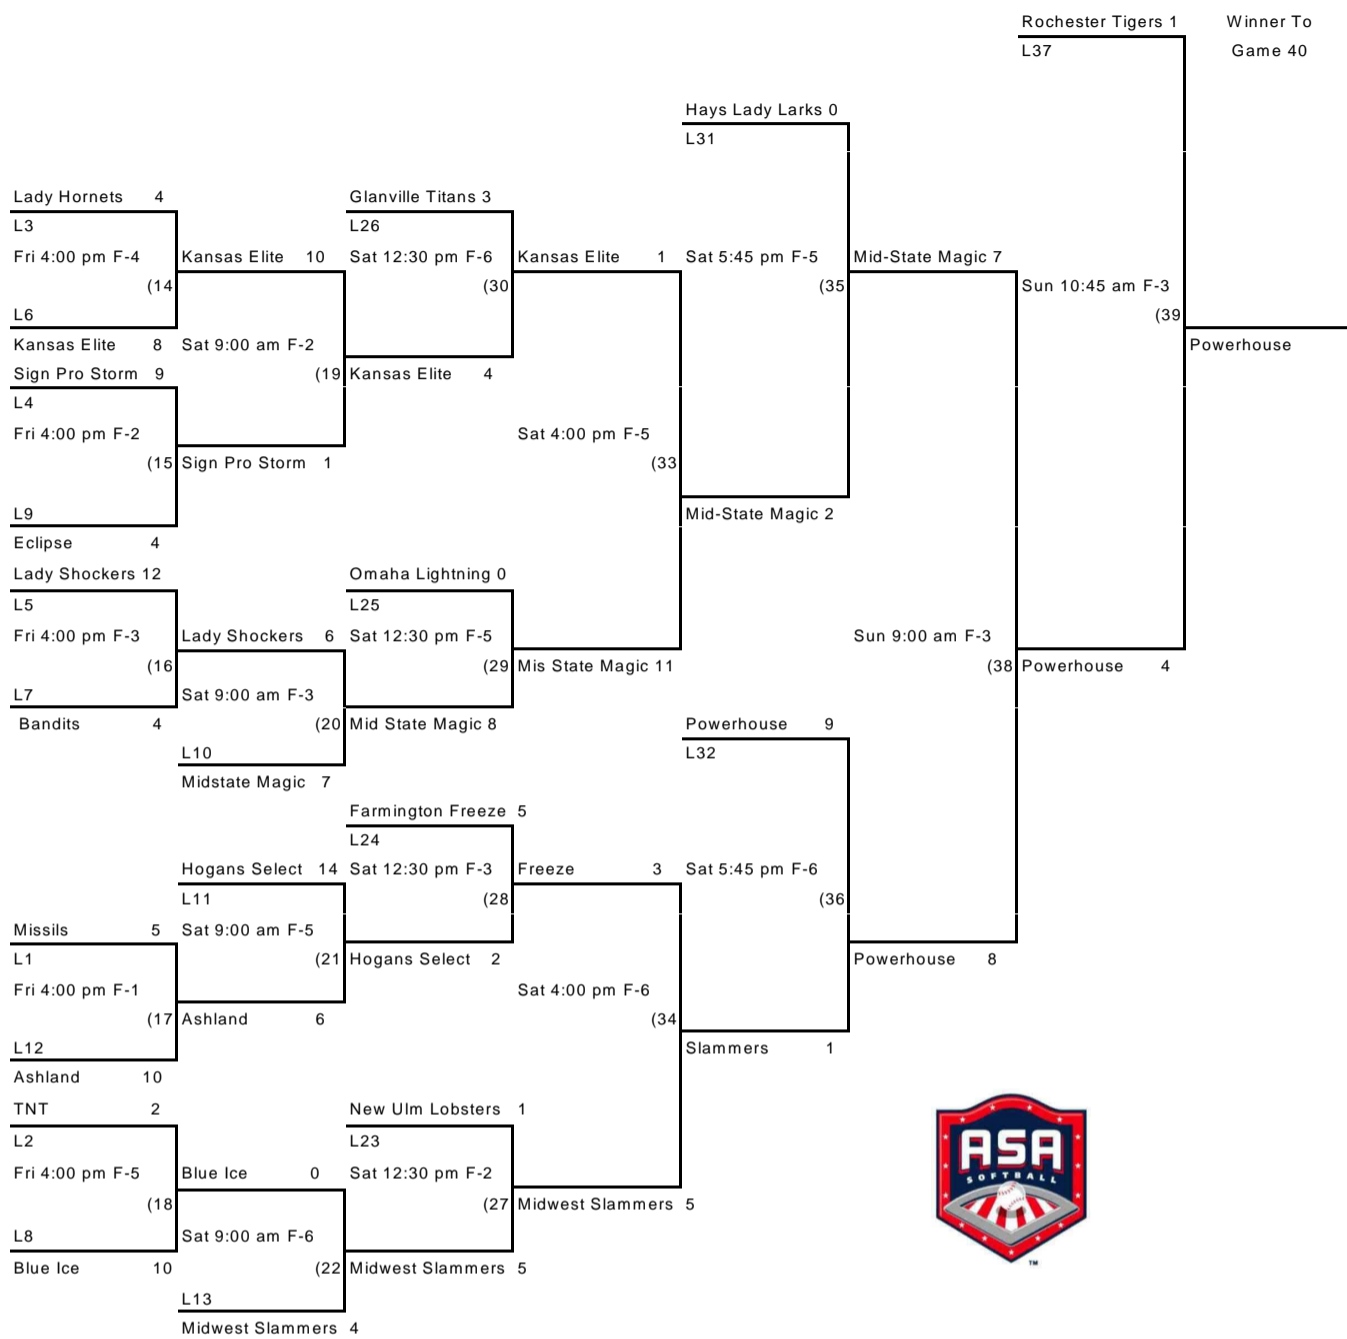 Rochester Tigers 1 Winner To
L37 Game 40
Hays Lady Larks 0
L31
Lady Hornets 4 Glanville Titans 3
L3 L26
Fri 4:00 pm F-4 Kansas Elite 10 Sat 12:30 pm F-6 Kansas Elite 1 Sat 5:45 pm F-5 Mid-State Magic 7
(14 (30 (35 Sun 10:45 am F-3
L6 (39
Kansas Elite 8 Sat 9:00 am F-2 Powerhouse
Sign Pro Storm 9 (19 Kansas Elite 4
L4
Fri 4:00 pm F-2 Sat 4:00 pm F-5
(15 Sign Pro Storm 1 (33
L9 Mid-State Magic 2
Eclipse 4
Lady Shockers 12 Omaha Lightning 0
L5 L25
Fri 4:00 pm F-3 Lady Shockers 6 Sat 12:30 pm F-5 Sun 9:00 am F-3
(16 (29 Mis State Magic 11 (38 Powerhouse 4
L7 Sat 9:00 am F-3
Bandits 4 (20 Mid State Magic 8 Powerhouse 9
L10 L32
Midstate Magic 7
Farmington Freeze 5
L24
Hogans Select 14 Sat 12:30 pm F-3 Freeze 3 Sat 5:45 pm F-6
L11 (28 (36
Missils 5 Sat 9:00 am F-5
L1 (21 Hogans Select 2 Powerhouse 8
Fri 4:00 pm F-1 Sat 4:00 pm F-6
(17 Ashland 6 (34
L12 Slammers 1
Ashland 10
TNT 2 New Ulm Lobsters 1
L2 L23
Fri 4:00 pm F-5 Blue Ice 0 Sat 12:30 pm F-2
(18 (27 Midwest Slammers 5
L8 Sat 9:00 am F-6
Blue Ice 10 (22 Midwest Slammers 5
L13
Midwest Slammers 4
ASA
SOFTBALL
TM